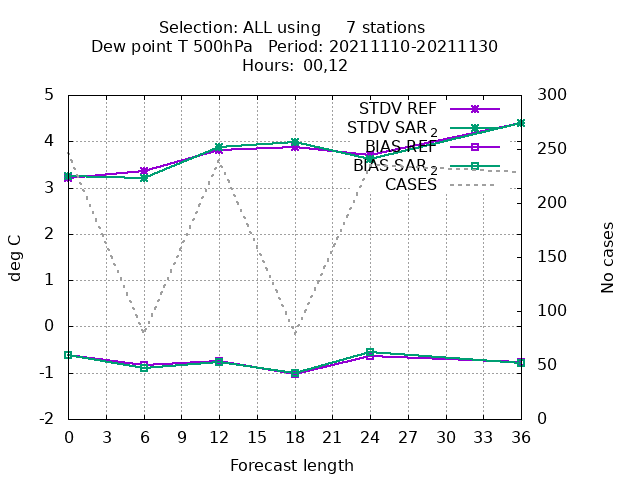 Selection: ALL using 7 stations
Dew point T 500hPa Period: 20211110-20211130
Hours: 00,12
STDV REF
STDV SAR 2
BIAS REF
BIAS SAR 2
CASES
5
4
3
2
1
0
-1
-2
deg C
300
250
200
150
100
50
0
No cases
0 3 6 9 12 15 18 21 24 27 30 33 36
Forecast length